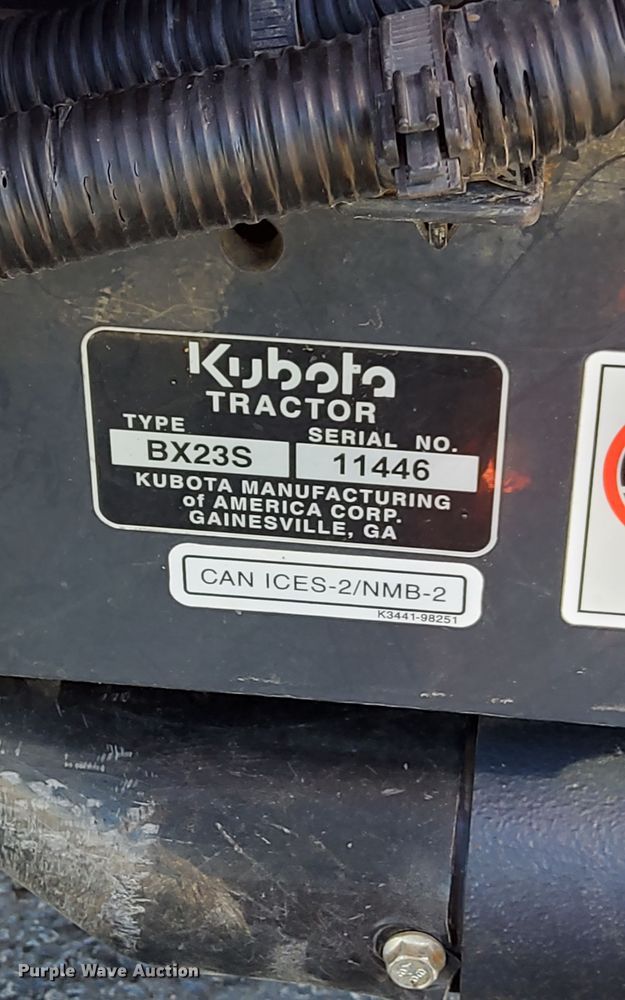 Kubota
TRACTOR
TYPE SERIAL NO.
BX23S 11446
KUBOTA MANUFACTURING
of AMERICA CORP.
GAINESVILLE, GA
CAN ICES-2/NMB-2
K3441-98251
Purple Wave Auction